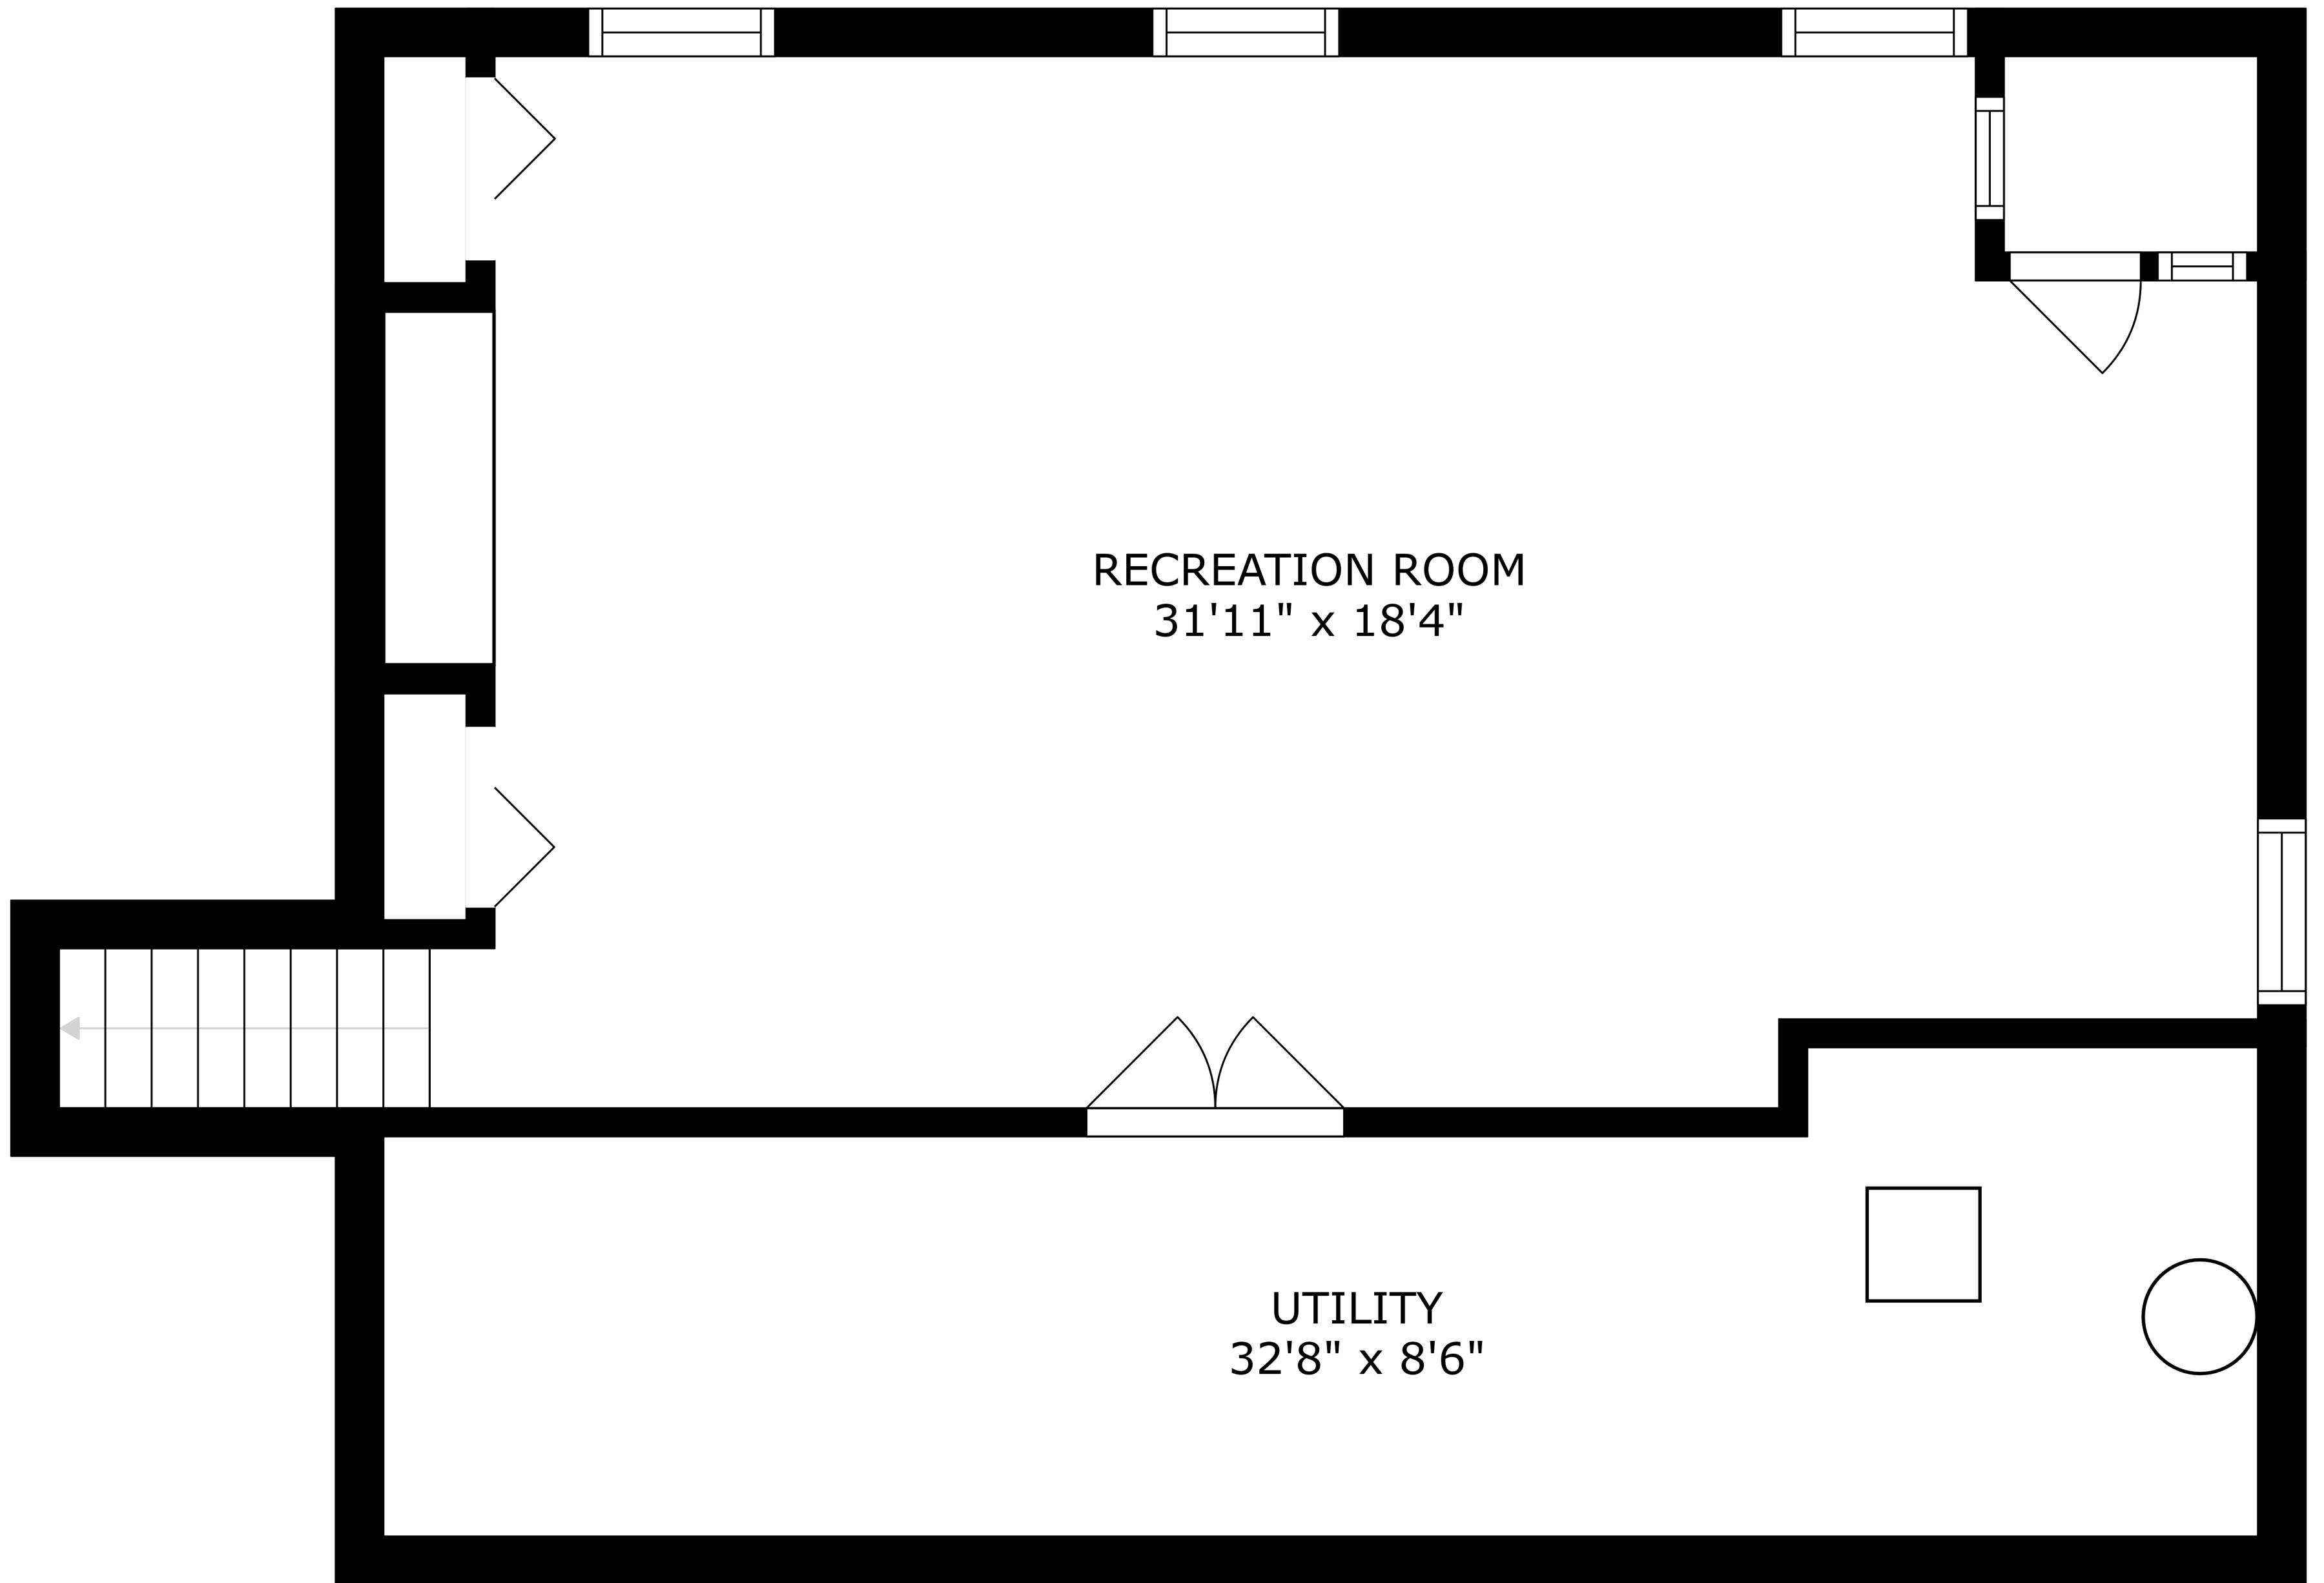 RECREATION ROOM
31'11" x 18'4"
UTILITY
32'8" x 8'6"